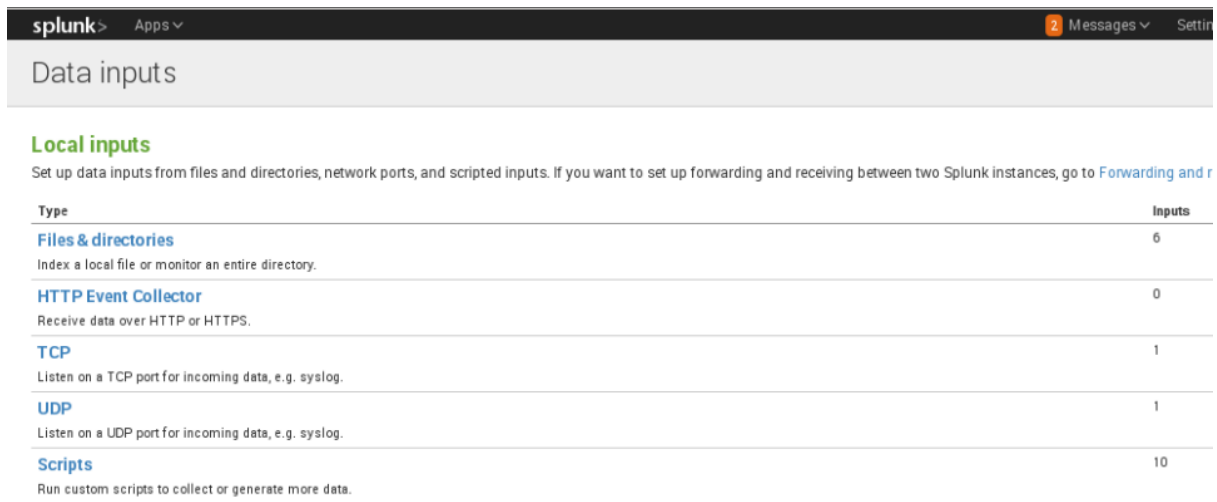 splunk> Apps 2 Messages Settin
Data inputs
Local inputs
Set up data inputs from files and directories, network ports, and scripted inputs. If you want to set up forwarding and receiving between two Splunk instances, go to Forwarding and r
Type Inputs
Files & directories 6
Index a local file or monitor an entire directory.
HTTP Event Collector 0
Receive data over HTTP or HTTPS.
TCP 1
Listen on a TCP port for incoming data, e.g. syslog.
UDP 1
Listen on a UDP port for incoming data, e.g. syslog.
Scripts 10
Run custom scripts to collect or generate more data.